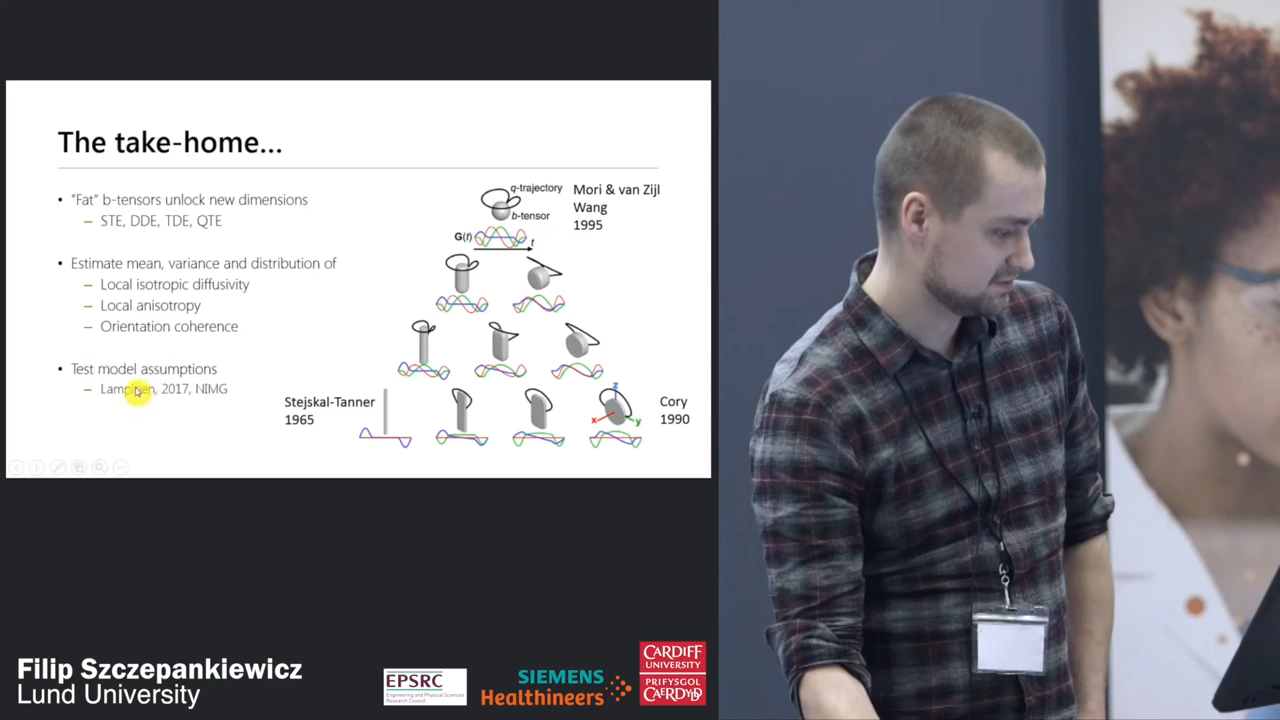 The take-home...
• "Fat" b-tensors unlock new dimensions
– STE, DDE, TDE, QTE
• Estimate mean, variance and distribution of
– Local isotropic diffusivity
– Local anisotropy
– Orientation coherence
• Test model assumptions
– 2017, NIMG
q-trajectory
b-tensor
G(t)
t
Mori & van Zijl
Wang
1995
Stejskal-Tanner
1965
z
x
y
Cory
1990
Filip Szczepankiewicz
Lund University
EPSRC
Engineering and Physical Sciences
Research Council
SIEMENS
Healthineers
CARDIFF
UNIVERSITY
PRIFYSGOL
CAERDYDD